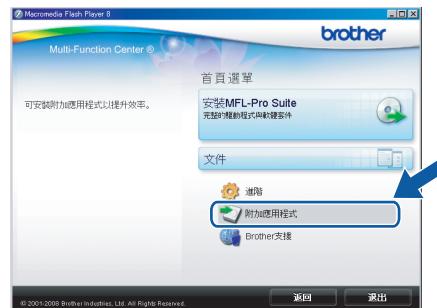 Macromedia Flash Player 8
brother
Multi-Function Center ®
首頁選單
可安裝附加應用程式以提升效率。
安裝MFL-Pro Suite
完整的驅動程式與軟體套件
文件
進階
附加應用程式
Brother支援
© 2001-2008 Brother Industries, Ltd. All Rights Reserved.
返回
退出